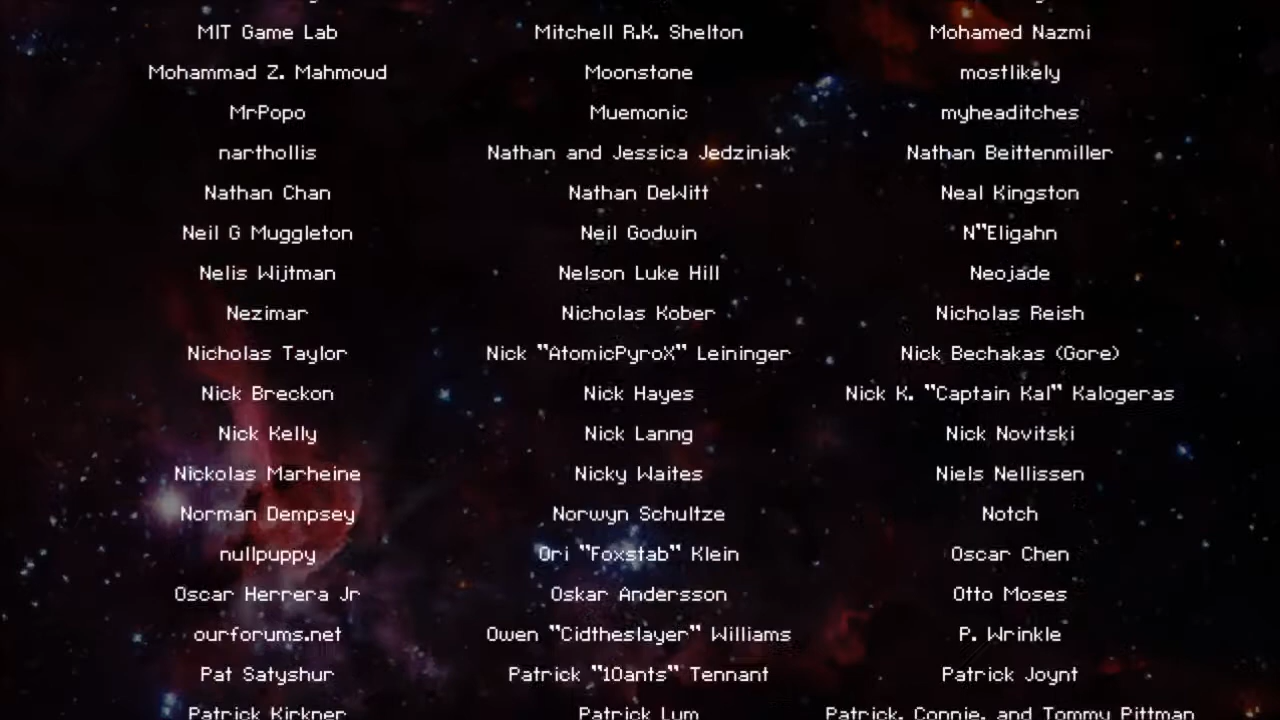 MIT Game Lab Mitchell R.K. Shelton Mohamed Nazmi
Mohammad Z. Mahmoud Moonstone mostlikely
MrPopo Muemonic myheaditches
narthollis Nathan and Jessica Jedziniak Nathan Beittenmiller
Nathan Chan Nathan DeWitt Neal Kingston
Neil G Muggleton Neil Godwin N"Eligahn
Nelis Wijtman Nelson Luke Hill Neojade
Nezimar Nicholas Kober Nicholas Reish
Nicholas Taylor Nick "AtomicPyroX" Leininger Nick Bechakas (Gore)
Nick Breckon Nick Hayes Nick K. "Captain Kal" Kalogeras
Nick Kelly Nick Lanng Nick Novitski
Nickolas Marheine Nicky Waites Niels Nellissen
Norman Dempsey Norwyn Schultze Notch
nullpuppy Ori "Foxstab" Klein Oscar Chen
Oscar Herrera Jr Oskar Andersson Otto Moses
ourforums.net Owen "Cidtheslayer" Williams P. Wrinkle
Pat Satyshur Patrick "10ants" Tennant Patrick Joynt
Patrick Kirkner Patrick Lum Patrick, Connie, and Tommy Pittman